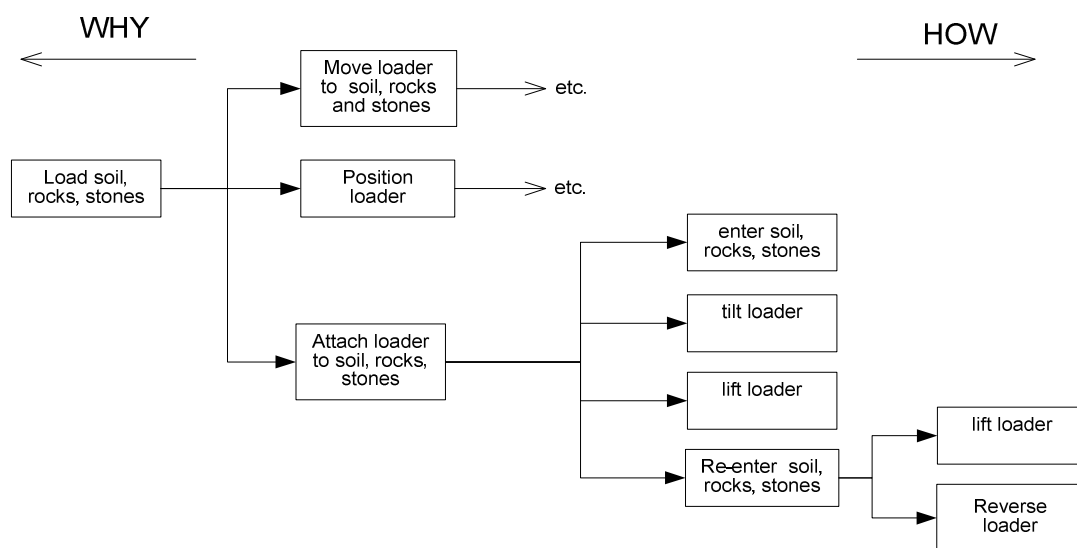 WHY
HOW
Move loader
to soil, rocks
and stones
etc.
Load soil,
rocks, stones
Position
loader
etc.
enter soil,
rocks, stones
tilt loader
Attach loader
to soil, rocks,
stones
lift loader
lift loader
Re-enter soil,
rocks, stones
Reverse
loader